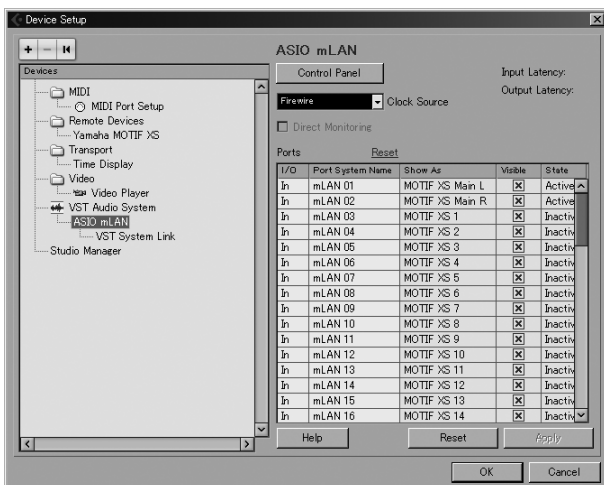 Device Setup
ASIO mLAN
Devices
MIDI
MIDI Port Setup
Remote Devices
Yamaha MOTIF XS
Transport
Time Display
Video
Video Player
VST Audio System
ASIO mLAN
VST System Link
Studio Manager
Control Panel
Input Latency:
Output Latency:
Firewire
Clock Source
Direct Monitoring
Ports
Reset
I/O Port System Name Show As Visible State
In mLAN 01 MOTIF XS Main L Active
In mLAN 02 MOTIF XS Main R Active
In mLAN 03 MOTIF XS 1 Inactiv
In mLAN 04 MOTIF XS 2 Inactiv
In mLAN 05 MOTIF XS 3 Inactiv
In mLAN 06 MOTIF XS 4 Inactiv
In mLAN 07 MOTIF XS 5 Inactiv
In mLAN 08 MOTIF XS 6 Inactiv
In mLAN 09 MOTIF XS 7 Inactiv
In mLAN 10 MOTIF XS 8 Inactiv
In mLAN 11 MOTIF XS 9 Inactiv
In mLAN 12 MOTIF XS 10 Inactiv
In mLAN 13 MOTIF XS 11 Inactiv
In mLAN 14 MOTIF XS 12 Inactiv
In mLAN 15 MOTIF XS 13 Inactiv
In mLAN 16 MOTIF XS 14 Inactiv
Help Reset Apply
OK Cancel